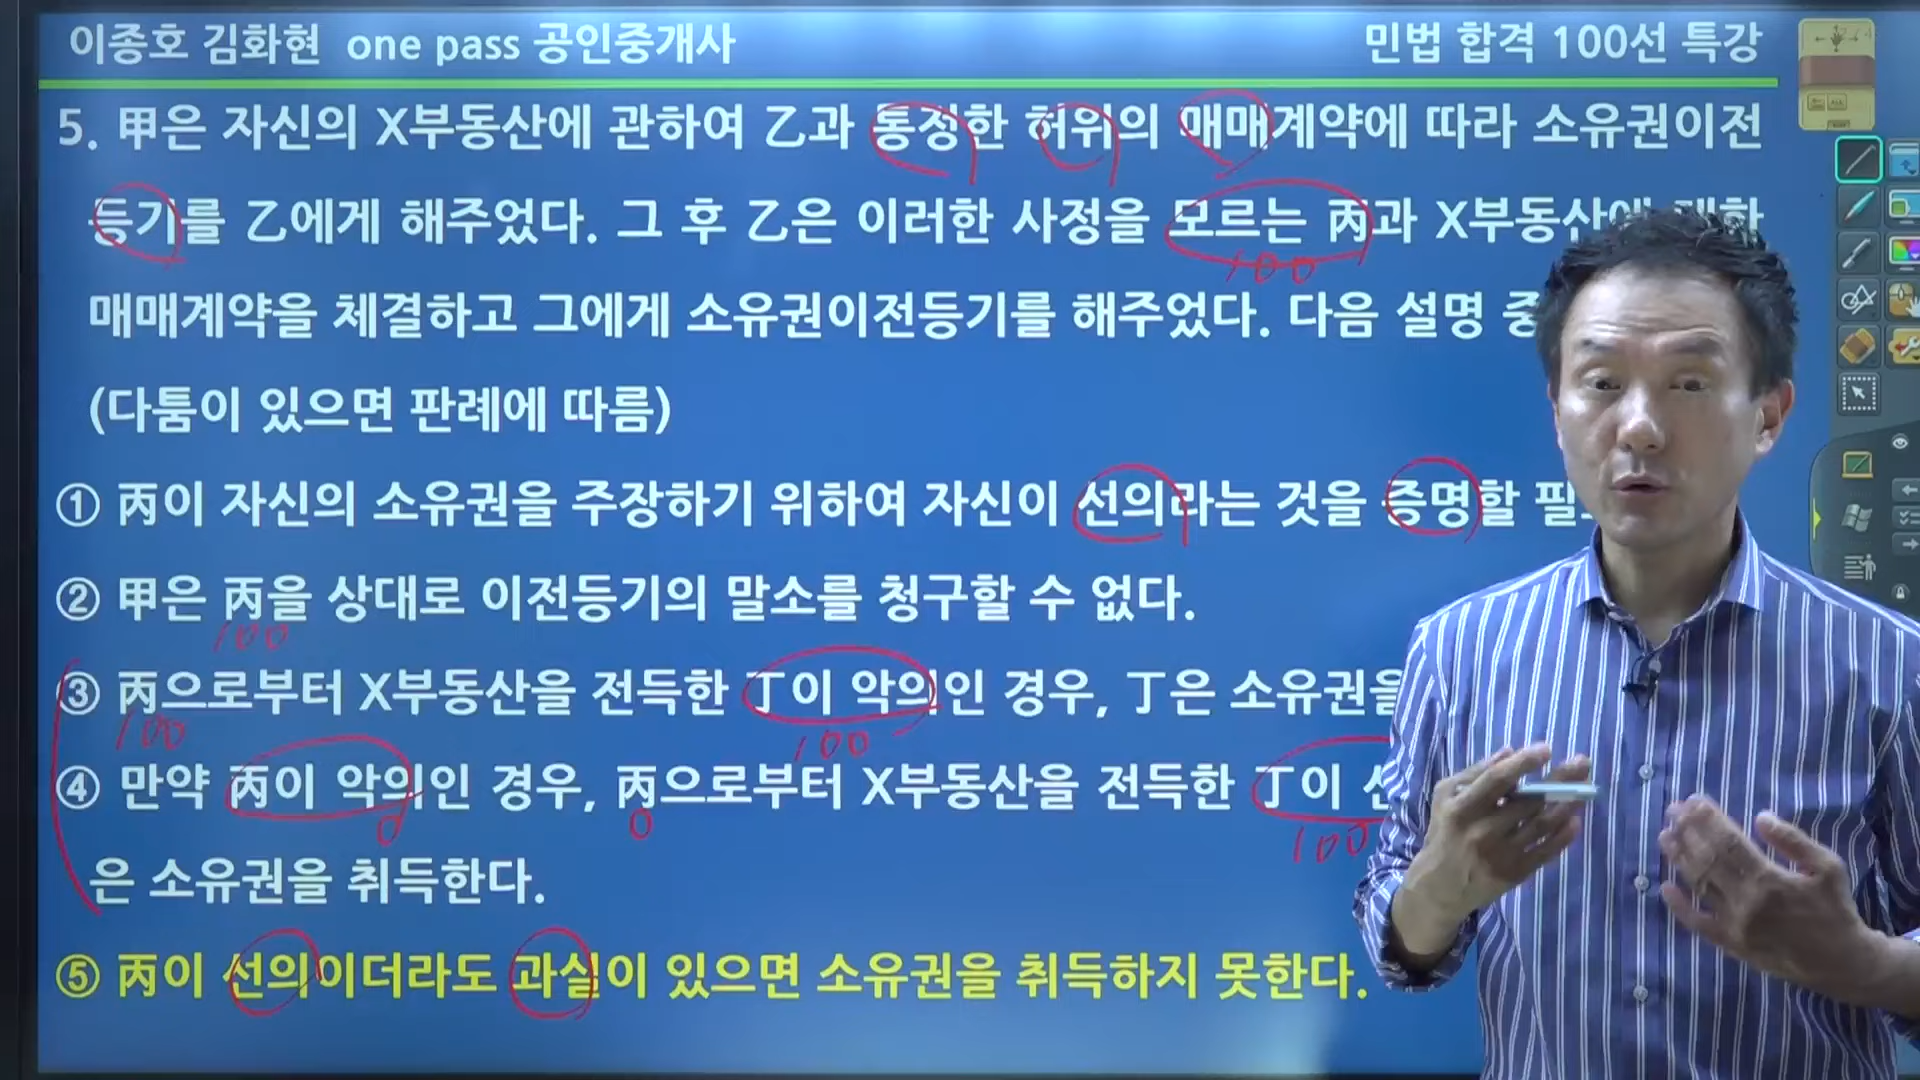 이종호 김화현 one pass 공인중개사
민법 합격 100선 특강
5. 甲은 자신의 X부동산에 관하여 乙과 통정한 허위의 매매계약에 따라 소유권이전
등기를 乙에게 해주었다. 그 후 乙은 이러한 사정을 모르는 丙과 X부동산에 대한
100
매매계약을 체결하고 그에게 소유권이전등기를 해주었다. 다음 설명 중
(다툼이 있으면 판례에 따름)
① 丙이 자신의 소유권을 주장하기 위하여 자신이 선의라는 것을 증명할
② 甲은 丙을 상대로 이전등기의 말소를 청구할 수 없다.
100
③ 丙으로부터 X부동산을 전득한 丁이 악의인 경우, 丁은 소유권을
100 100
④ 만약 丙이 악의인 경우, 丙으로부터 X부동산을 전득한 丁이
0 0 100
은 소유권을 취득한다.
⑤ 丙이 선의이더라도 과실이 있으면 소유권을 취득하지 못한다.